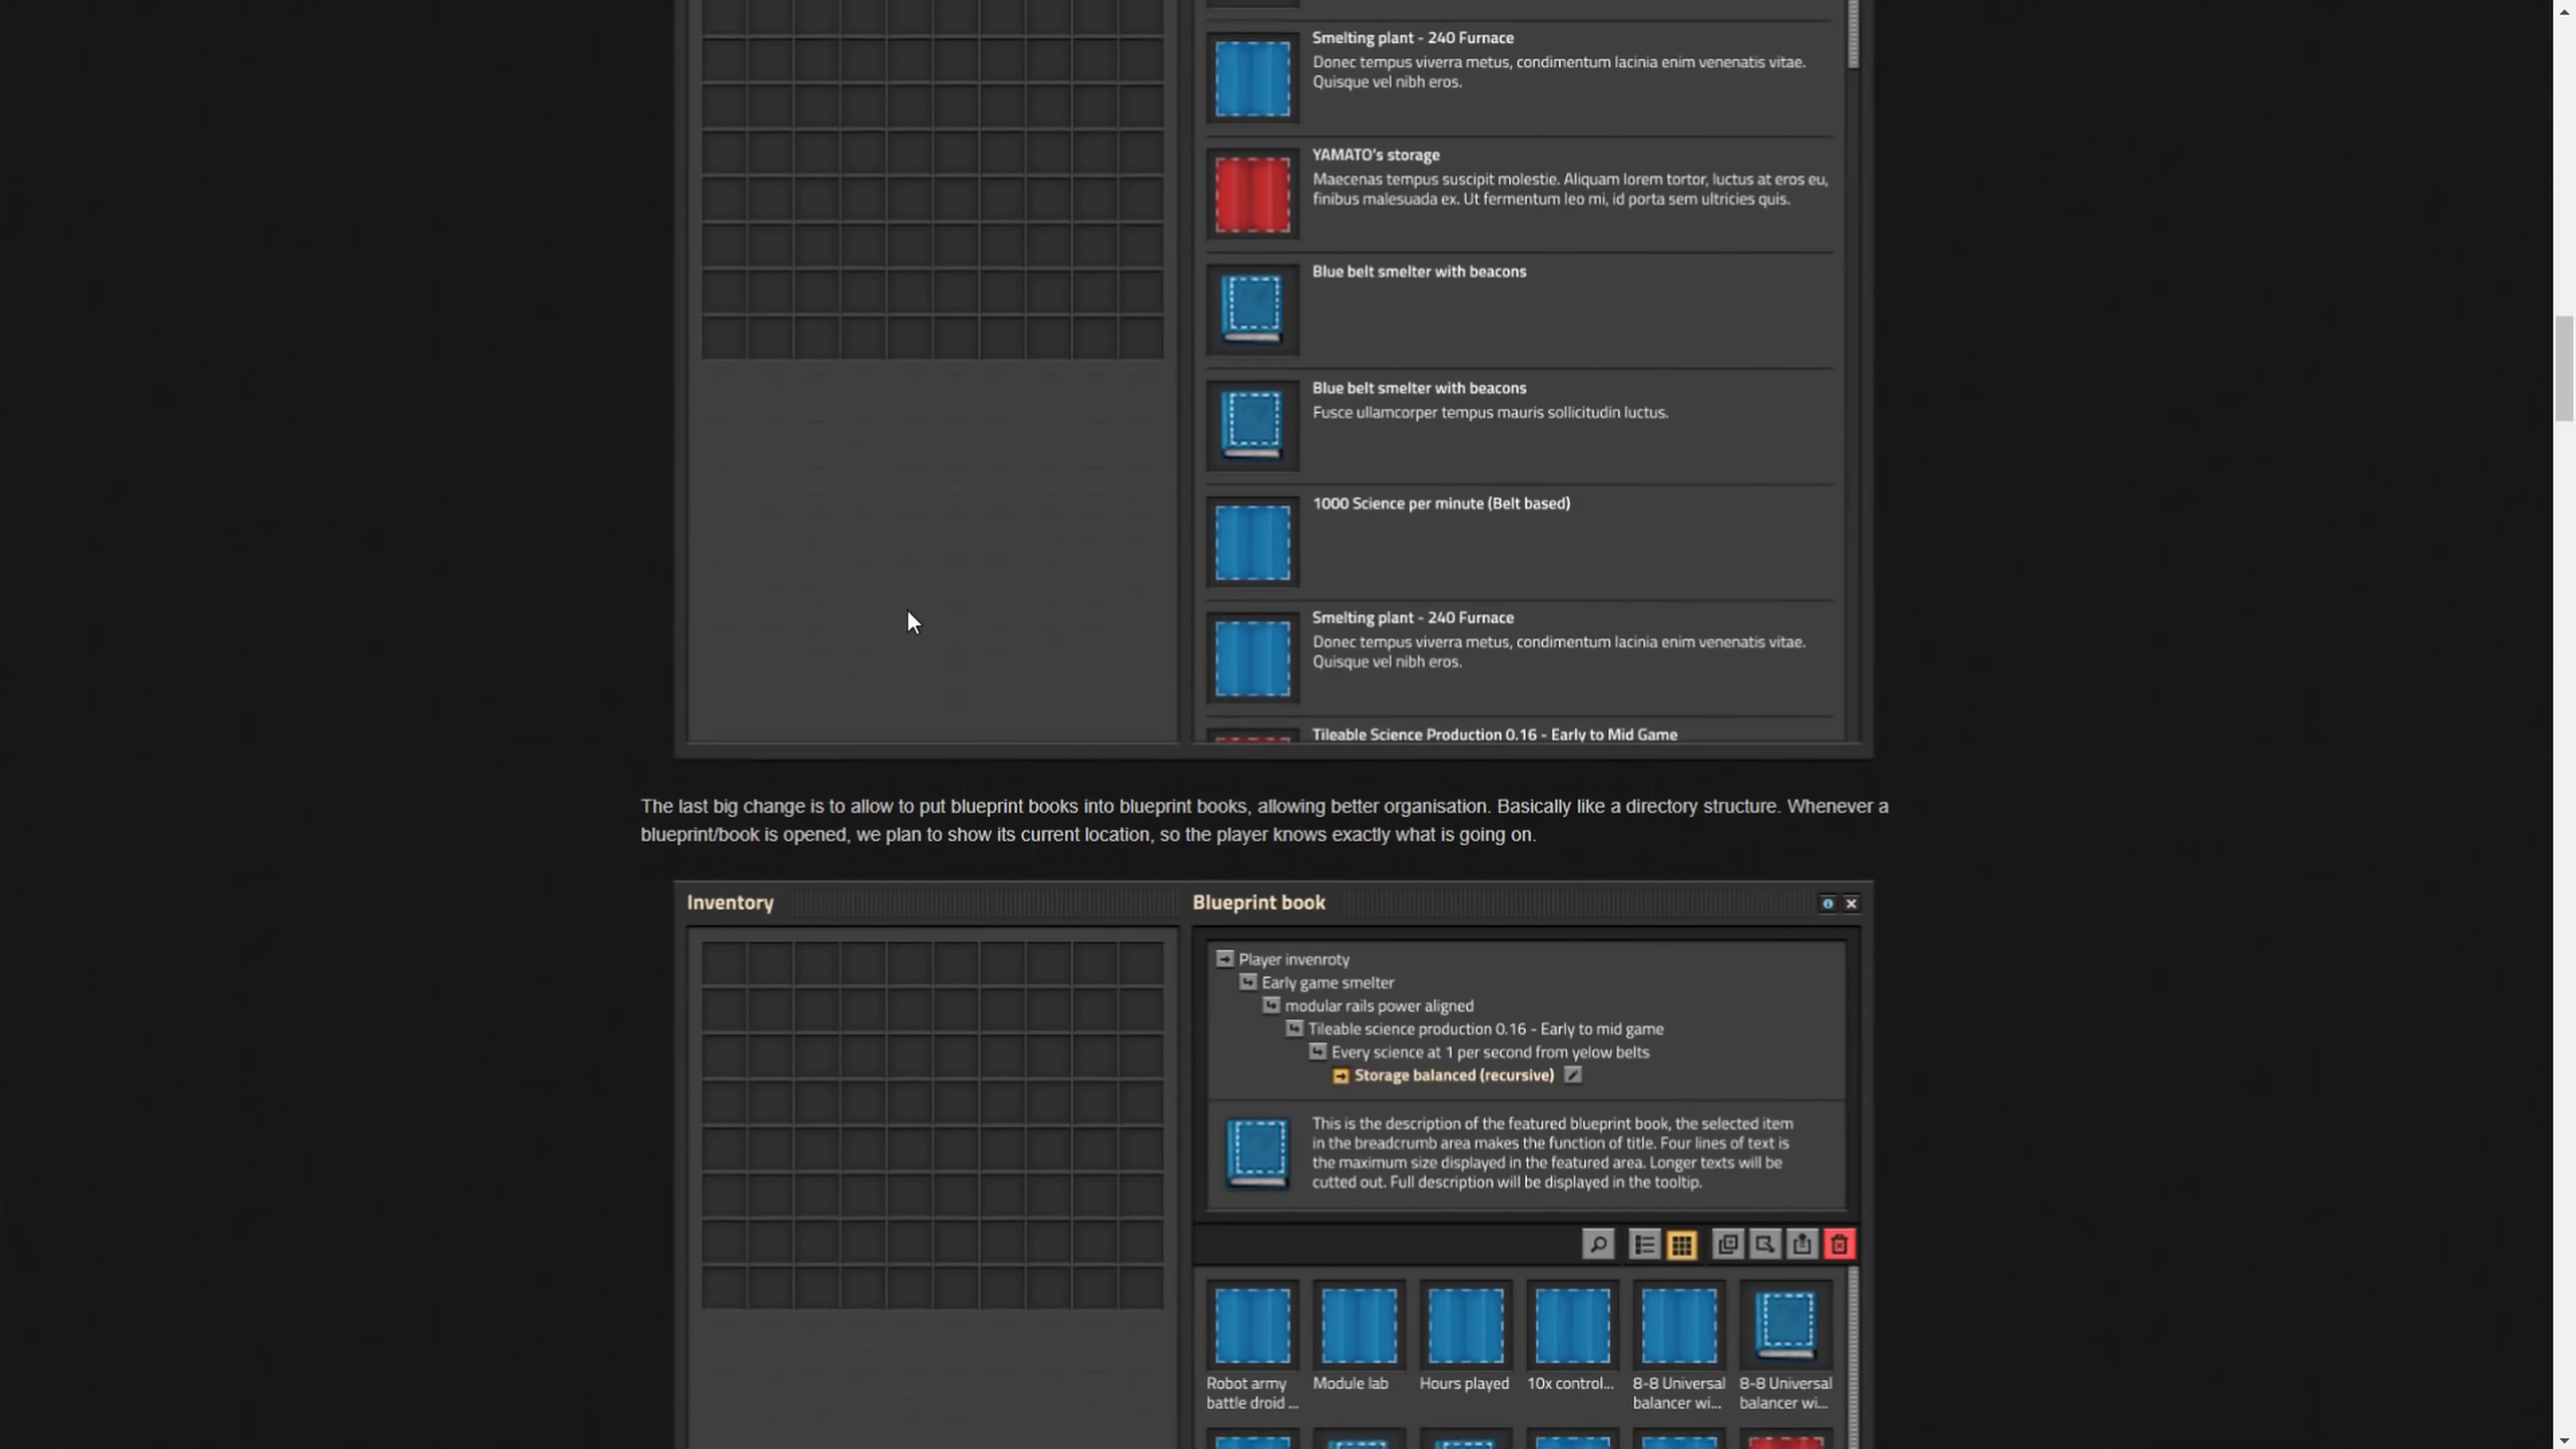 Smelting plant - 240 Furnace
Donec tempus viverra metus, condimentum lacinia enim venenatis vitae.
Quisque vel nibh eros.
YAMATO's storage
Maecenas tempus suscipit molestie. Aliquam lorem tortor, luctus at eros eu,
finibus malesuada ex. Ut fermentum leo mi, id porta sem ultricies quis.
Blue belt smelter with beacons
Blue belt smelter with beacons
Fusce ullamcorper tempus mauris sollicitudin luctus.
1000 Science per minute (Belt based)
Smelting plant - 240 Furnace
Donec tempus viverra metus, condimentum lacinia enim venenatis vitae.
Quisque vel nibh eros.
Tileable Science Production 0.16 - Early to Mid Game
The last big change is to allow to put blueprint books into blueprint books, allowing better organisation. Basically like a directory structure. Whenever a
blueprint/book is opened, we plan to show its current location, so the player knows exactly what is going on.
Inventory
Blueprint book
Player invenroty
Early game smelter
modular rails power aligned
Tileable science production 0.16 - Early to mid game
Every science at 1 per second from yelow belts
Storage balanced (recursive)
This is the description of the featured blueprint book, the selected item
in the breadcrumb area makes the function of title. Four lines of text is
the maximum size displayed in the featured area. Longer texts will be
cutted out. Full description will be displayed in the tooltip.
Robot army
battle droid ...
Module lab
Hours played
10x control...
8-8 Universal
balancer wi...
8-8 Universal
balancer wi...